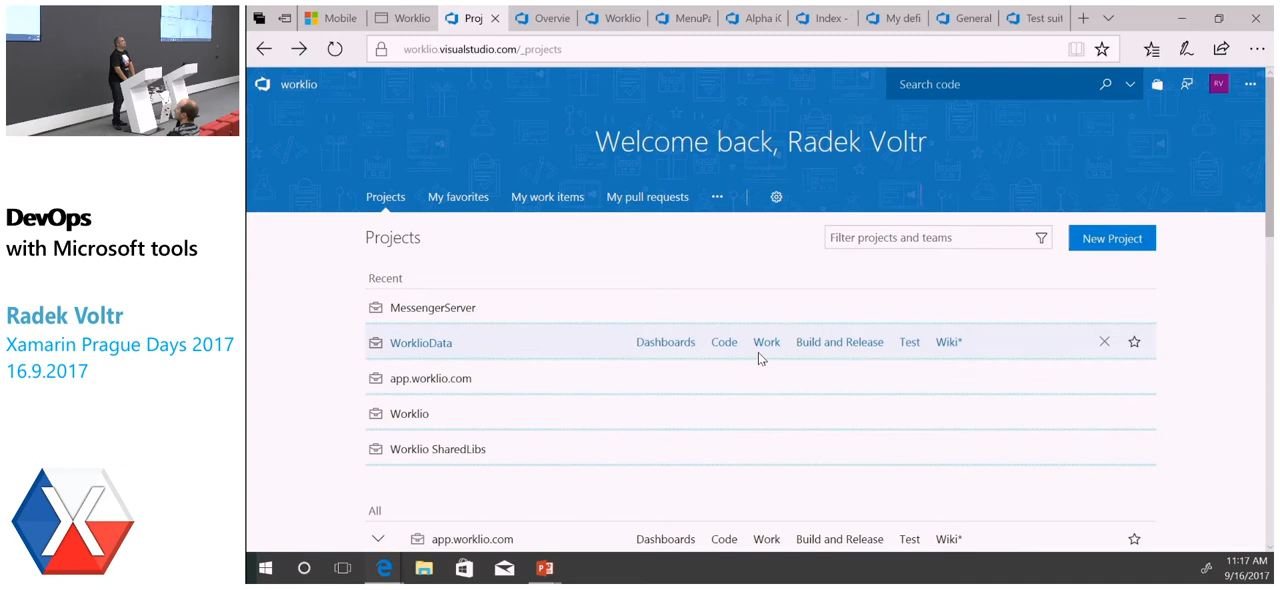 Mobile
Worklio
Proj
Overvie
Worklio
MenuPa
Alpha iC
Index -
My defi
General
Test suit
worklio.visualstudio.com/_projects
worklio
Search code
RV
Welcome back, Radek Voltr
Projects
My favorites
My work items
My pull requests
Projects
Filter projects and teams
New Project
Recent
MessengerServer
WorklioData Dashboards Code Work Build and Release Test Wiki*
app.worklio.com
Worklio
Worklio SharedLibs
All
app.worklio.com Dashboards Code Work Build and Release Test Wiki*
11:17 AM
9/16/2017
DevOps
with Microsoft tools
Radek Voltr
Xamarin Prague Days 2017
16.9.2017